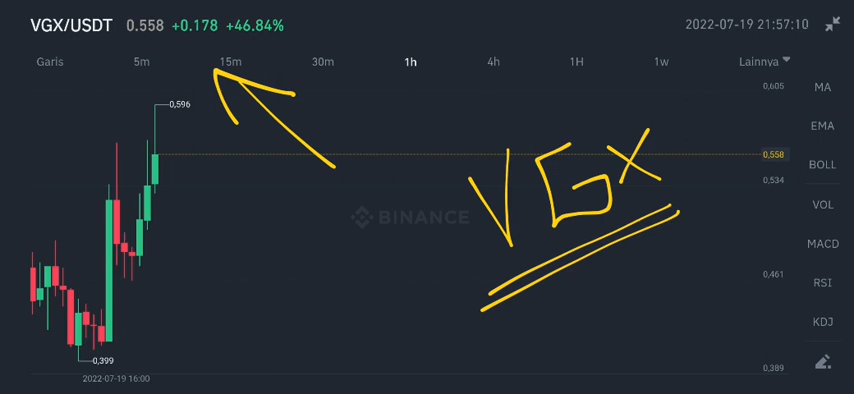 VGX/USDT 0.558 +0.178 +46.84% 2022-07-19 21:57:10
Garis 5m 15m 30m 1h 4h 1H 1w Lainnya
0,605
MA
0,596
EMA
0,558
BOLL
0,534
VGX
VOL
BINANCE
MACD
0,461
RSI
KDJ
0,399
0,389
2022-07-19 16:00